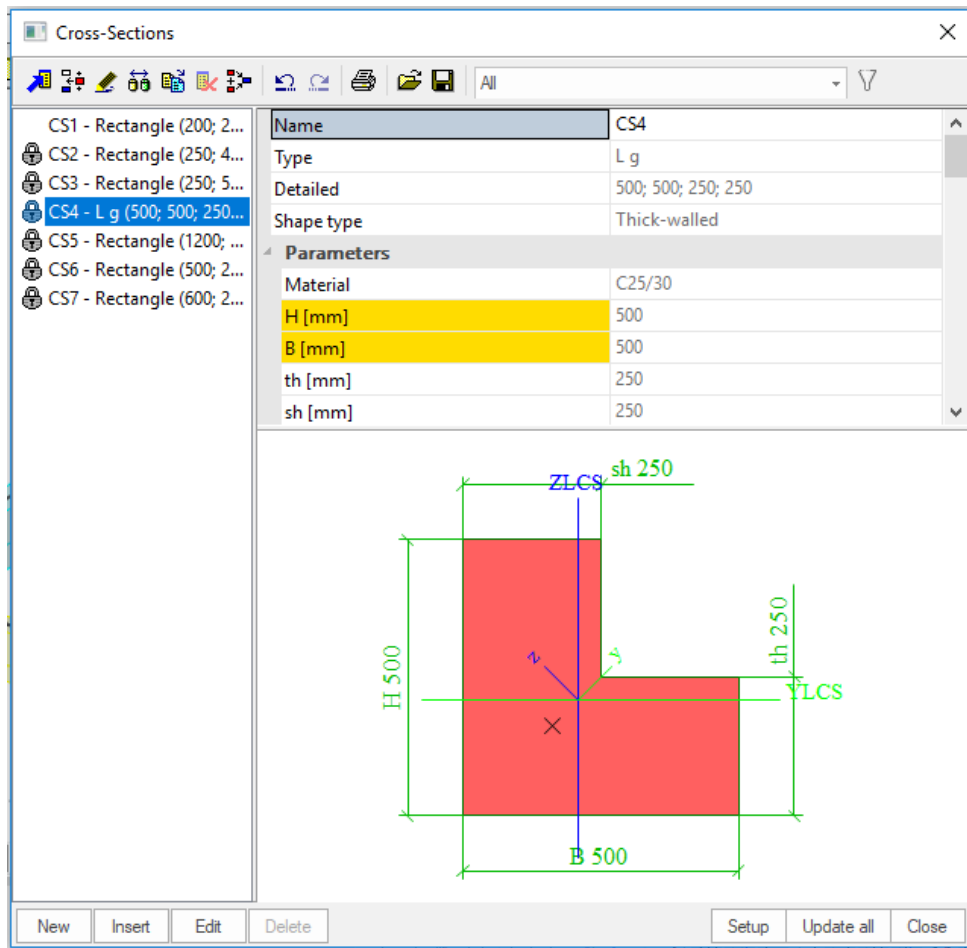 Cross-Sections
All
CS1 - Rectangle (200; 2...
CS2 - Rectangle (250; 4...
CS3 - Rectangle (250; 5...
CS4 - L g (500; 500; 250...
CS5 - Rectangle (1200; ...
CS6 - Rectangle (500; 2...
CS7 - Rectangle (600; 2...
Name CS4
Type L g
Detailed 500; 500; 250; 250
Shape type Thick-walled
Parameters
Material C25/30
H [mm] 500
B [mm] 500
th [mm] 250
sh [mm] 250
sh 250
ZLCS
th 250
H 500
z y
YLCS
B 500
New Insert Edit Delete Setup Update all Close